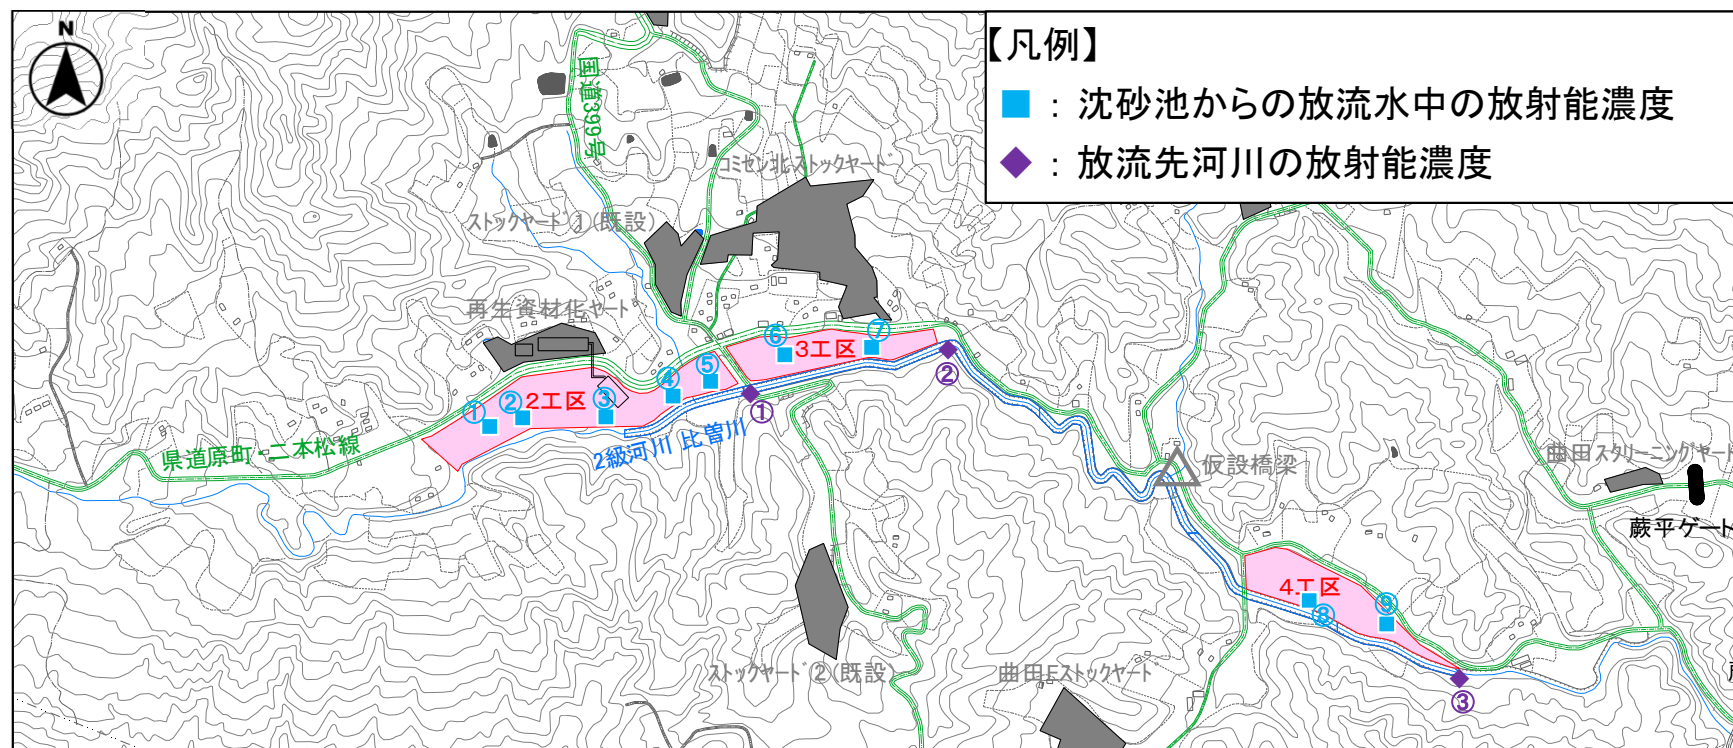 N
【凡例】
■ ： 沈砂池からの放流水中の放射能濃度
◆ ： 放流先河川の放射能濃度
国道399号
コミセン北ストックヤード
ストックヤード①(既設)
再生資材化ヤード
⑥
⑦
3工区
②
⑤
④
①
②
2工区
③
①
2級河川 比曽川
県道原町・二本松線
仮設橋梁
曲田スクリーニングヤード
蕨平ゲート
4工区
⑧
⑨
ストックヤード②(既設)
曲田Eストックヤード
③